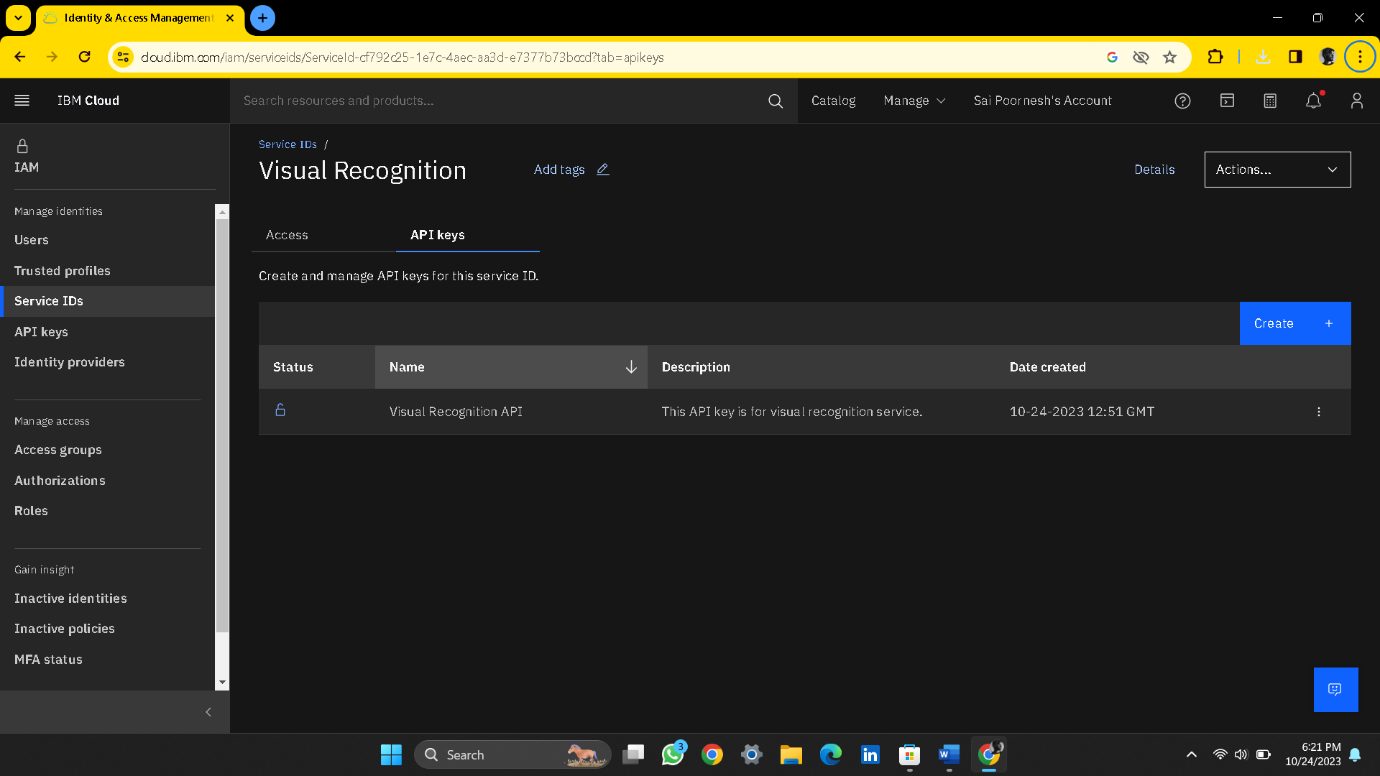 Identity & Access Management
cloud.ibm.com/iam/serviceids/ServiceId-cf792c25-1e7c-4aec-aa3d-e7377b73bccd?tab=apikeys
IBM Cloud
Search resources and products...
Catalog
Manage
Sai Poornesh's Account
IAM
Manage identities
Users
Trusted profiles
Service IDs
API keys
Identity providers
Manage access
Access groups
Authorizations
Roles
Gain insight
Inactive identities
Inactive policies
MFA status
Service IDs /
Visual Recognition
Add tags
Details
Actions...
Access
API keys
Create and manage API keys for this service ID.
Create +
Status Name Description Date created
Visual Recognition API This API key is for visual recognition service. 10-24-2023 12:51 GMT
Search
3
6:21 PM
10/24/2023